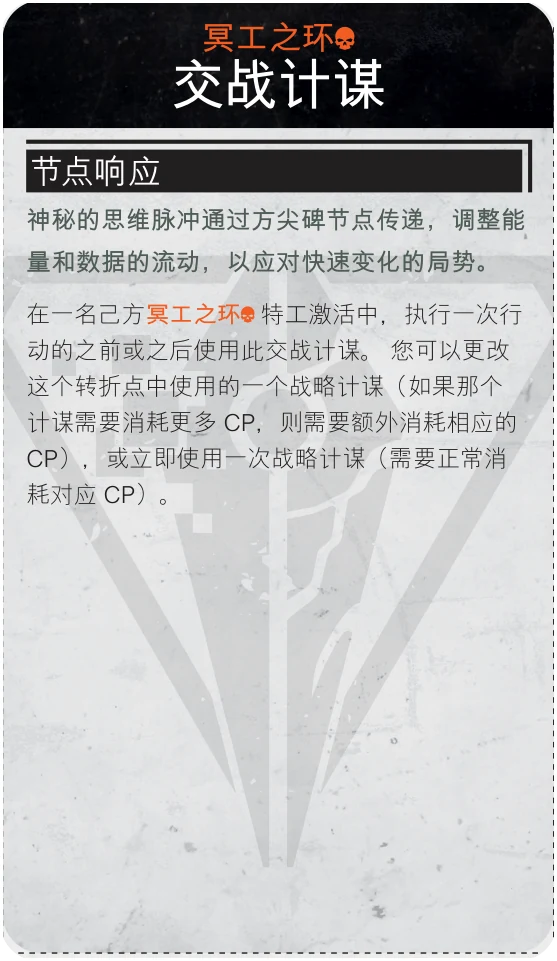 冥工之环
交战计谋
节点响应
神秘的思维脉冲通过方尖碑节点传递，调整能
量和数据的流动，以应对快速变化的局势。
在一名己方冥工之环 特工激活中，执行一次行
动的之前或之后使用此交战计谋。 您可以更改
这个转折点中使用的一个战略计谋（如果那个
计谋需要消耗更多 CP，则需要额外消耗相应的
CP），或立即使用一次战略计谋（需要正常消
耗对应 CP）。